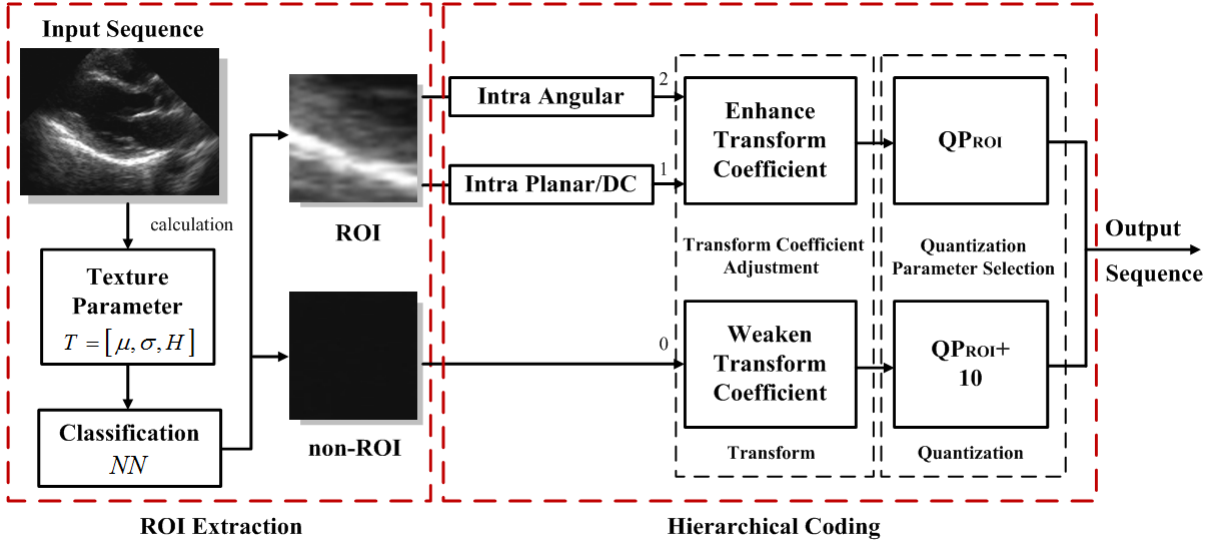 Input Sequence
calculation
Texture
Parameter
T = [μ, σ, H]
Classification
NN
ROI
non-ROI
ROI Extraction
Intra Angular
2
Intra Planar/DC
1
0
Enhance
Transform
Coefficient
Transform Coefficient
Adjustment
Weaken
Transform
Coefficient
Transform
QPROI
Quantization
Parameter Selection
QPROI+
10
Quantization
Output
Sequence
Hierarchical Coding